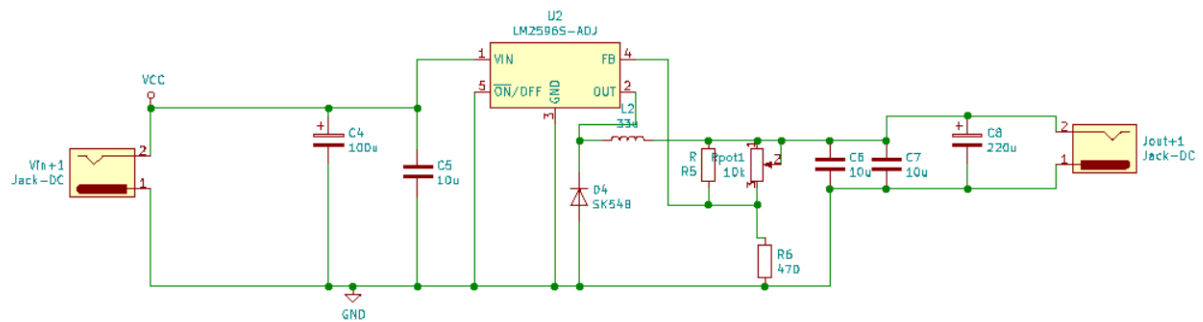 U2
LM2596S-ADJ
1
VIN
FB
4
5
ON/OFF
GND
OUT
2
3
VCC
L2
33u
C4
100u
C5
10u
Vin+1
Jack-DC
2
1
D4
SK54B
R
R5
Rpot1
10k
1
2
3
C6
10u
C7
10u
C8
220u
Jout+1
Jack-DC
2
1
R6
470
GND